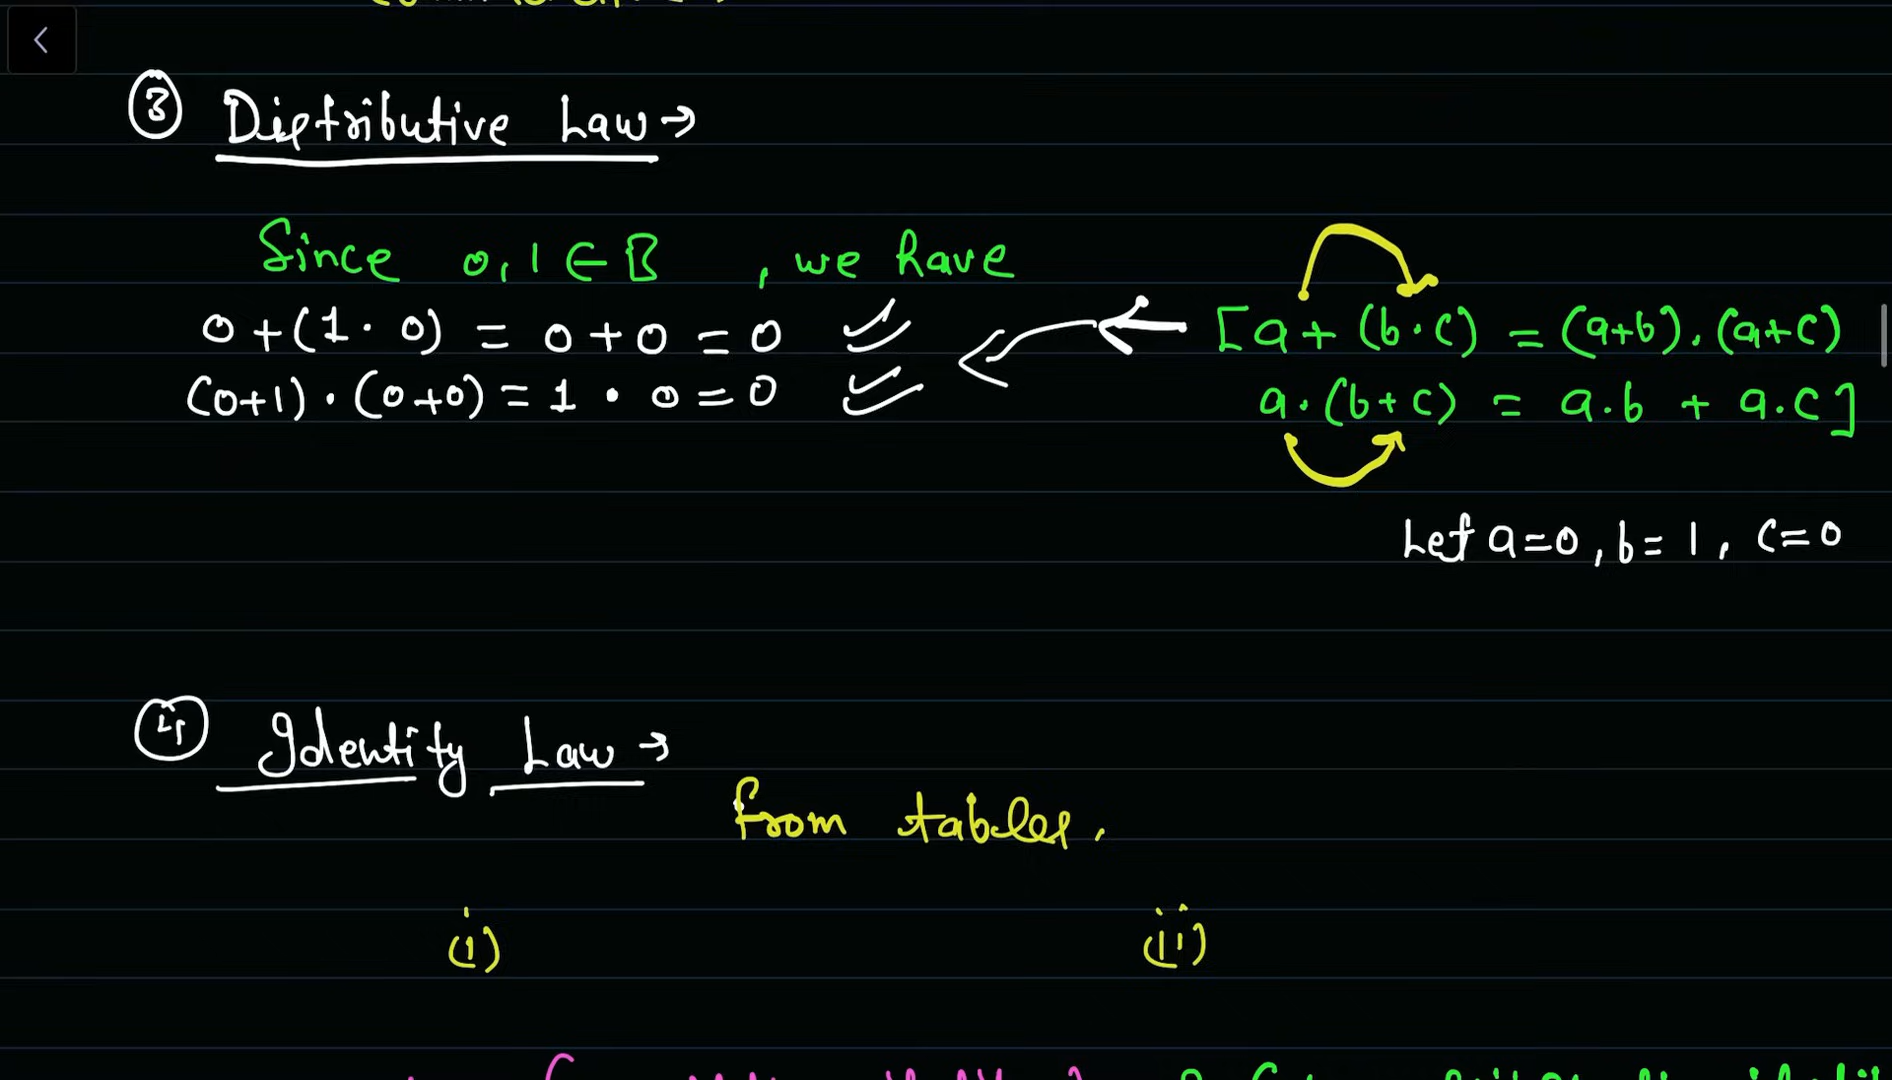 ③ Distributive Law →
Since 0, 1 ∈ B , we have
0 + (1 · 0) = 0 + 0 = 0
(0+1) · (0+0) = 1 · 0 = 0
[a + (b · c) = (a+b) . (a+c)
a · (b + c) = a.b + a.c]
Let a=0, b=1, c=0
④ Identity Law →
from tables,
(i) (ii)